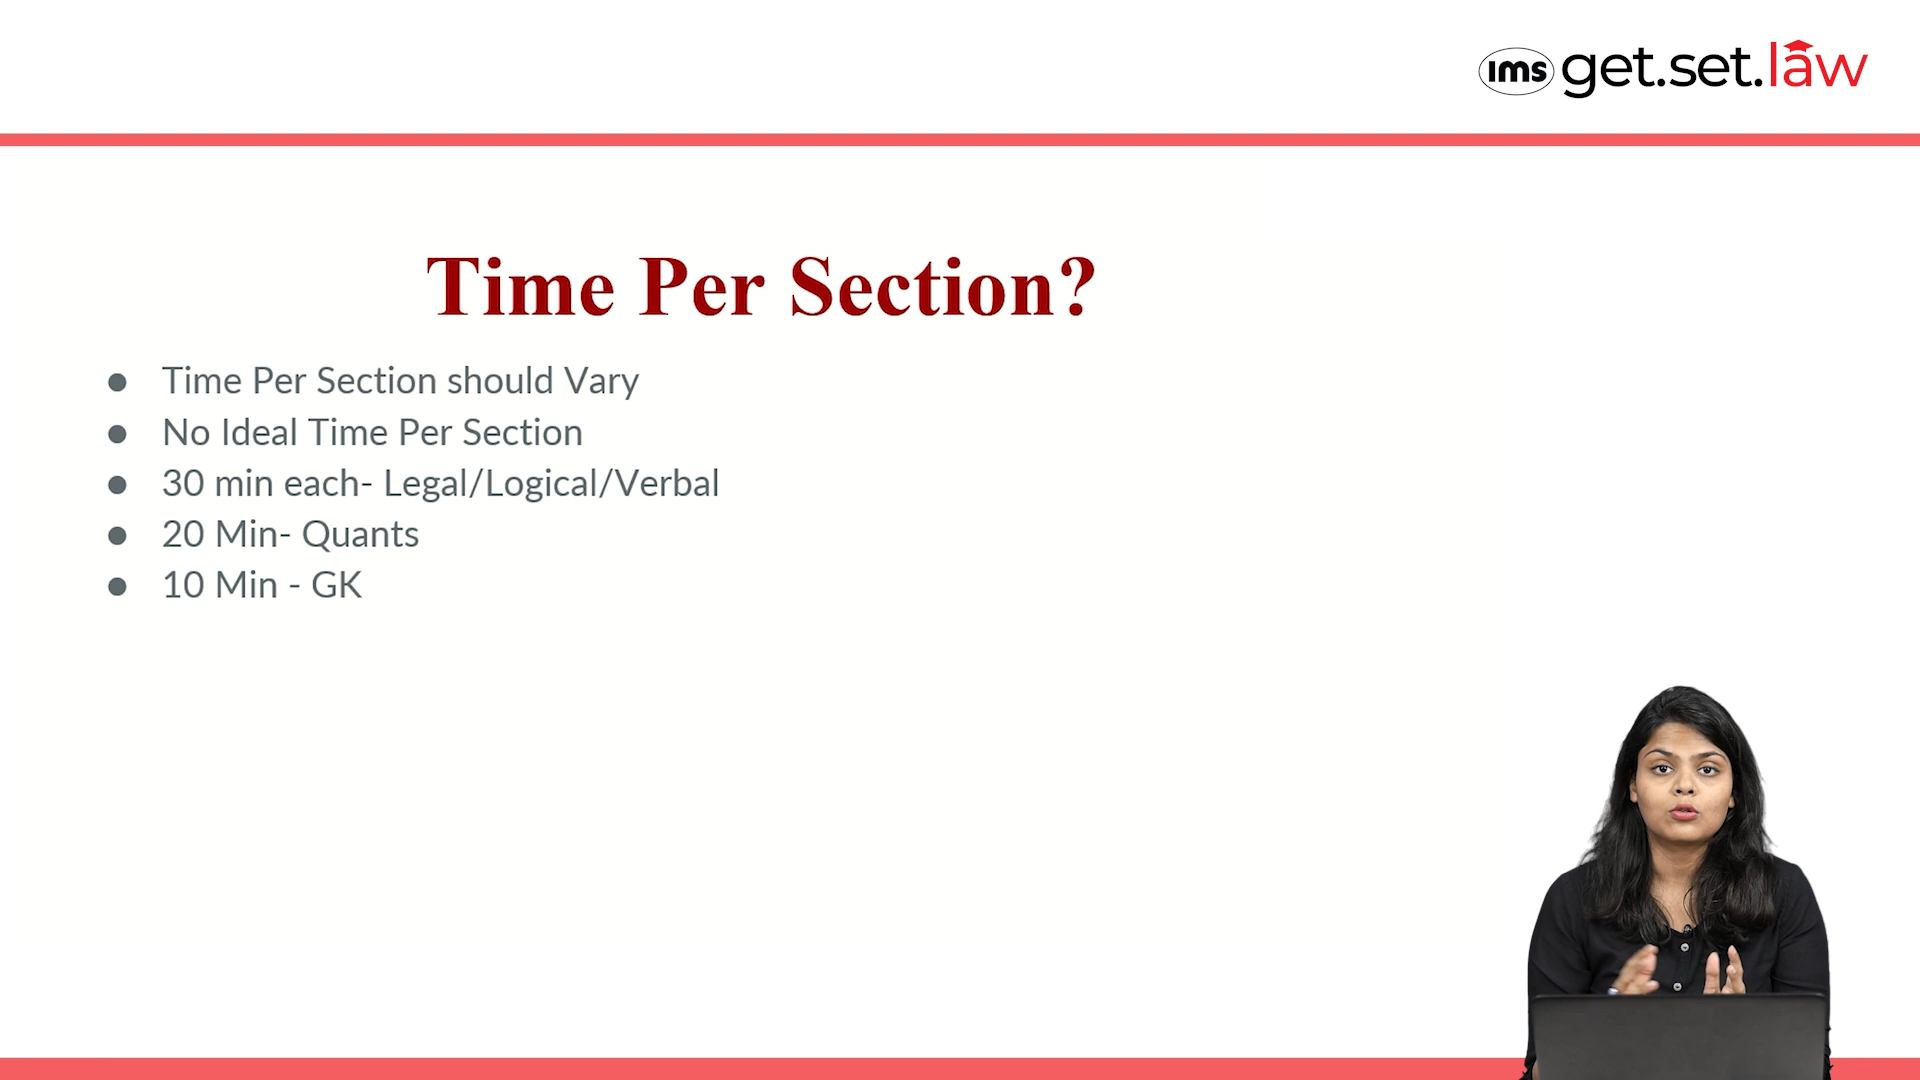 ims get.set.law
Time Per Section?
● Time Per Section should Vary
● No Ideal Time Per Section
● 30 min each- Legal/Logical/Verbal
● 20 Min- Quants
● 10 Min - GK